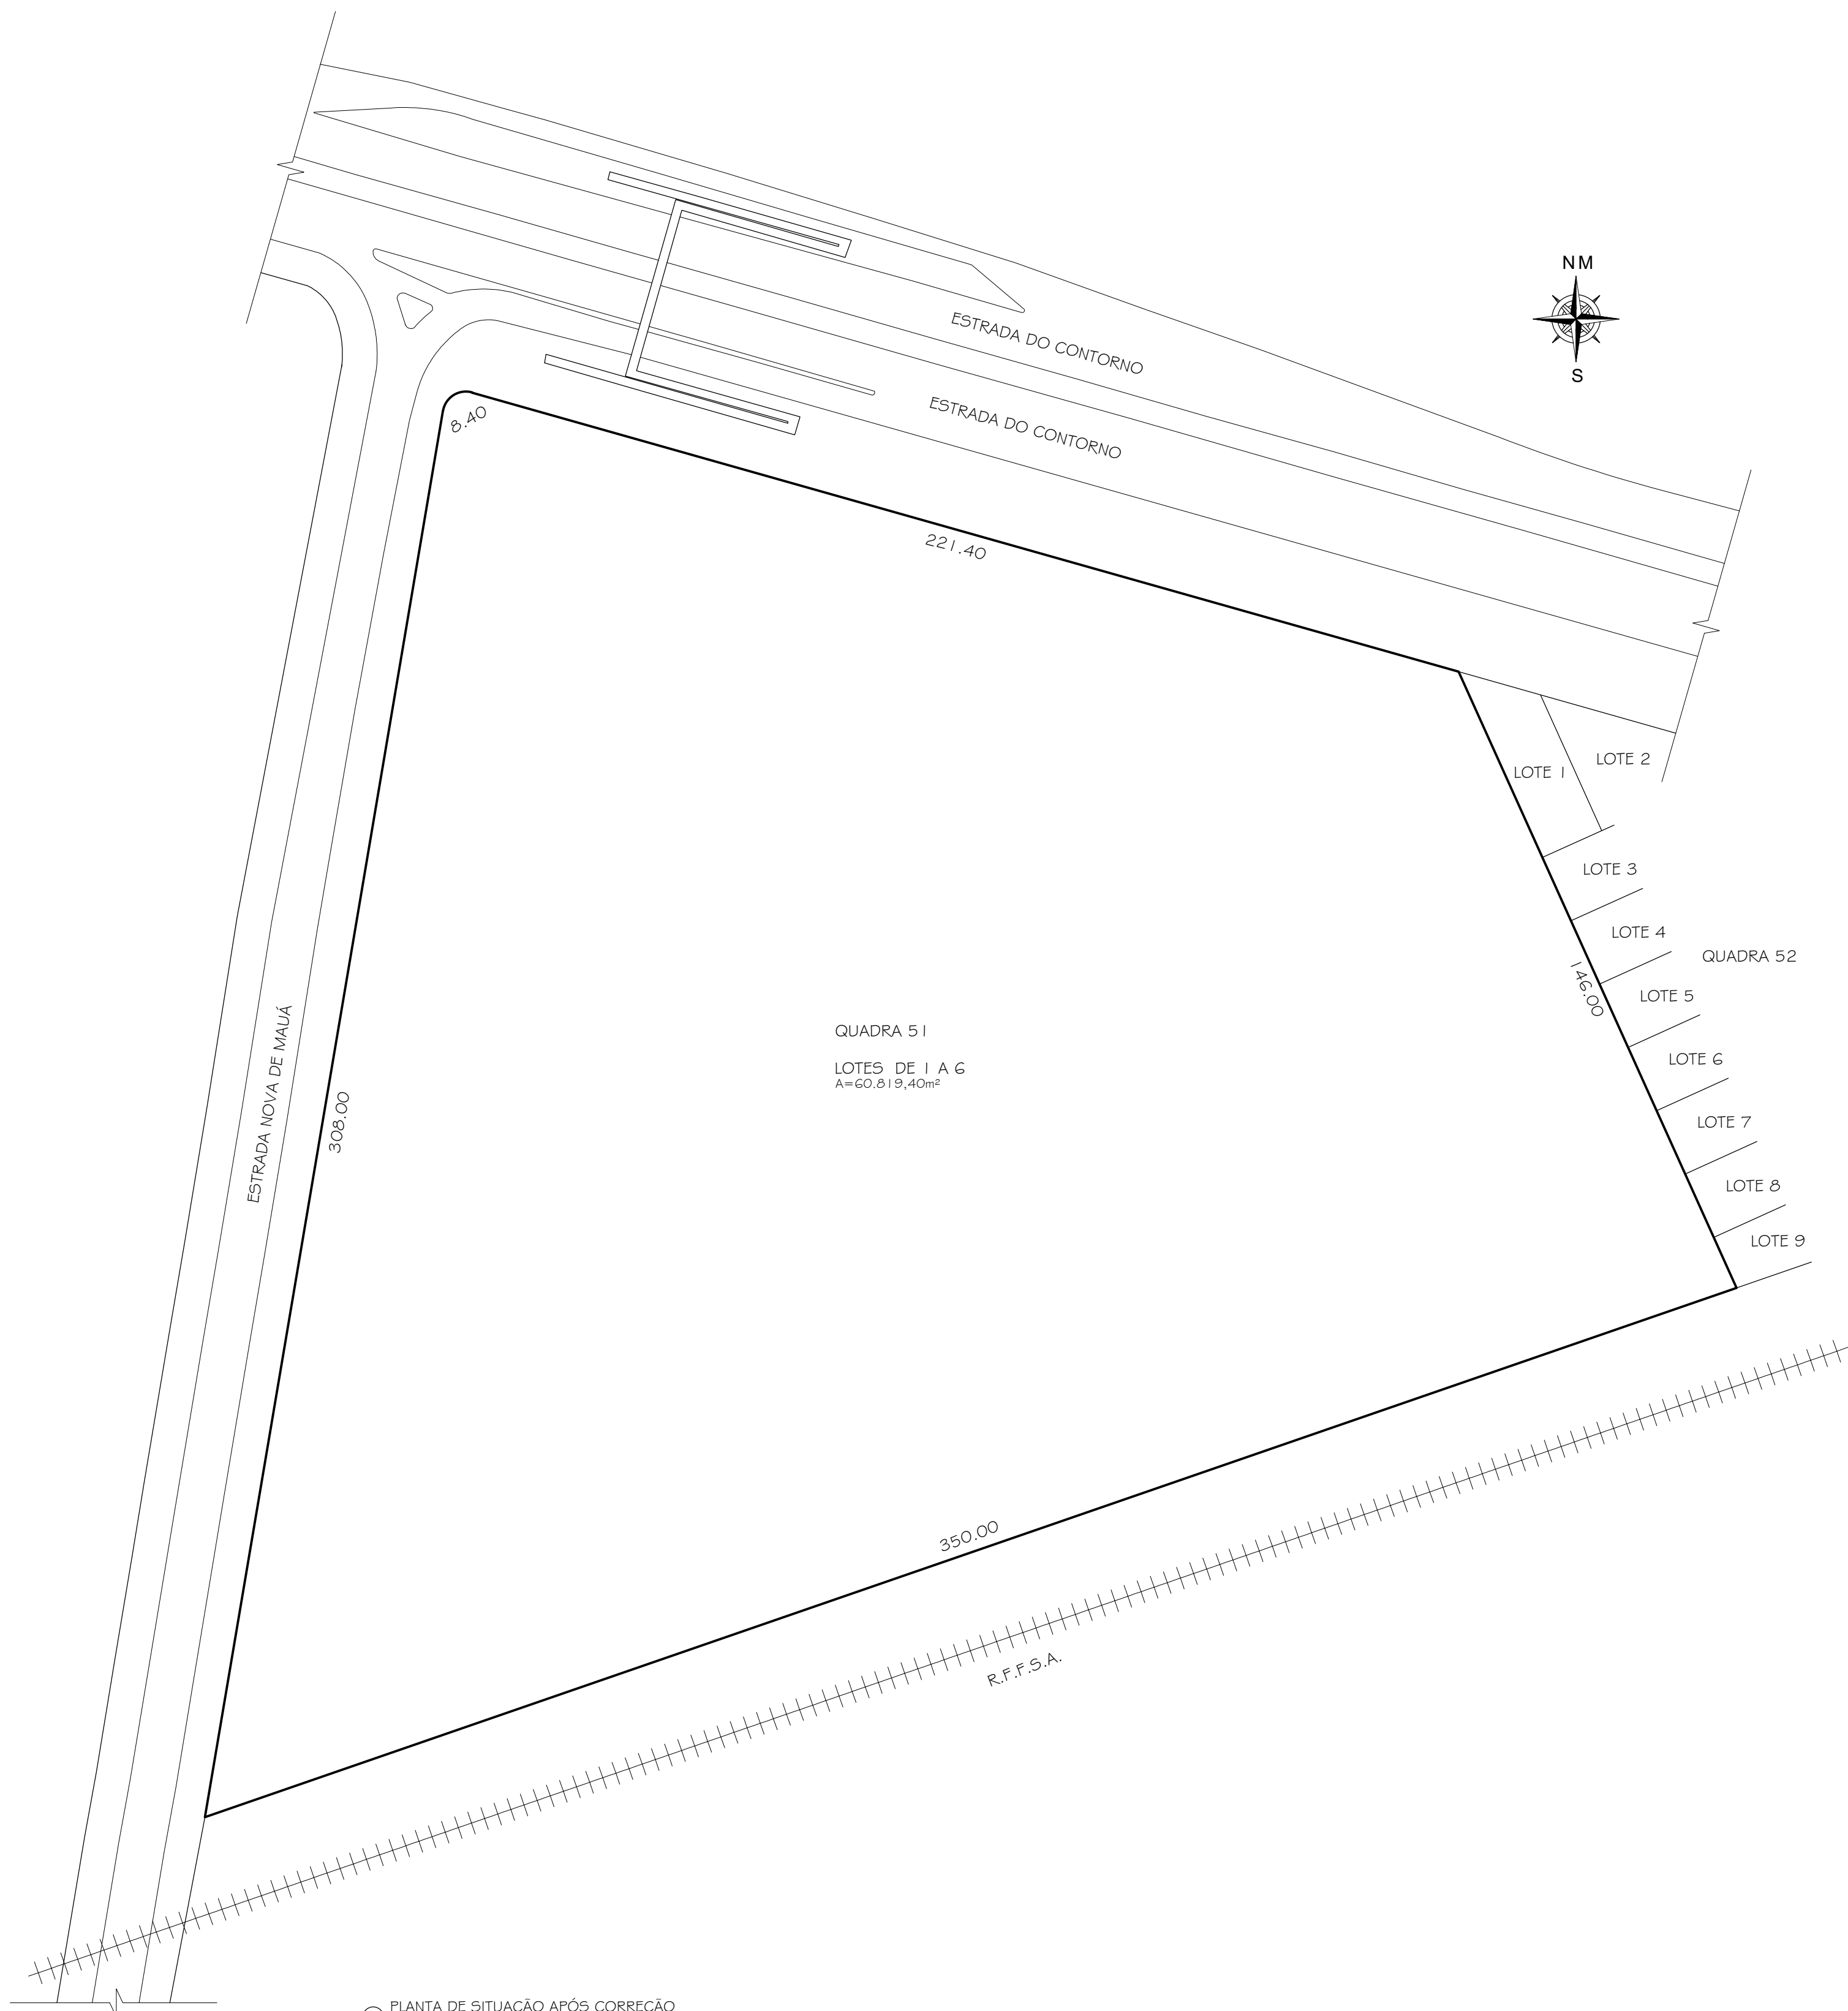 NM
S
ESTRADA DO CONTORNO
ESTRADA DO CONTORNO
8.40
221.40
LOTE 1
LOTE 2
LOTE 3
LOTE 4
QUADRA 52
146.00
LOTE 5
LOTE 6
LOTE 7
LOTE 8
LOTE 9
QUADRA 51
LOTES DE 1 A 6
A=60.819,40m²
ESTRADA NOVA DE MAUÁ
308.00
350.00
R.F.F.S.A.
PLANTA DE SITUAÇÃO APÓS CORREÇÃO